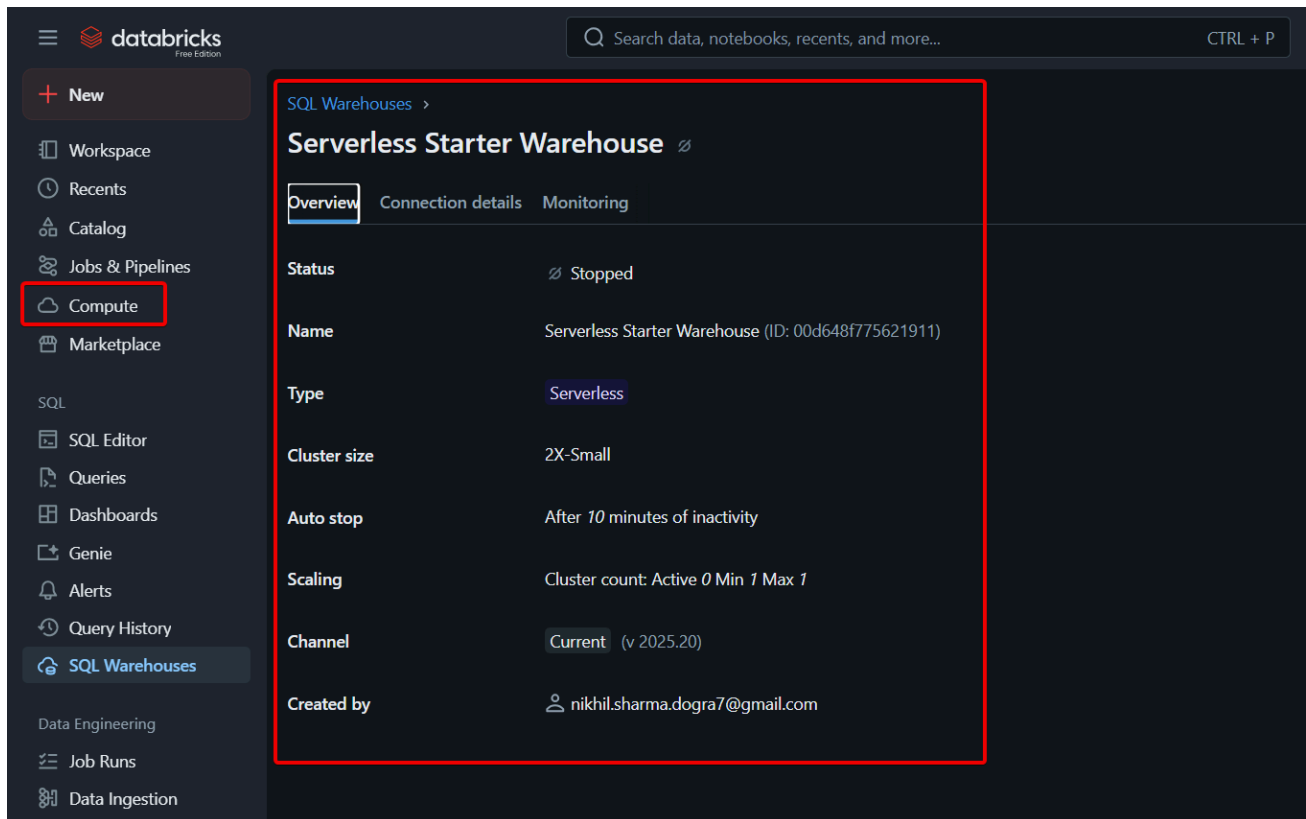 databricks
Free Edition
Search data, notebooks, recents, and more...
CTRL + P
New
Workspace
Recents
Catalog
Jobs & Pipelines
Compute
Marketplace
SQL
SQL Editor
Queries
Dashboards
Genie
Alerts
Query History
SQL Warehouses
Data Engineering
Job Runs
Data Ingestion
SQL Warehouses ›
Serverless Starter Warehouse
Overview Connection details Monitoring
Status Stopped
Name Serverless Starter Warehouse (ID: 00d648f775621911)
Type Serverless
Cluster size 2X-Small
Auto stop After 10 minutes of inactivity
Scaling Cluster count: Active 0 Min 1 Max 1
Channel Current (v 2025.20)
Created by nikhil.sharma.dogra7@gmail.com